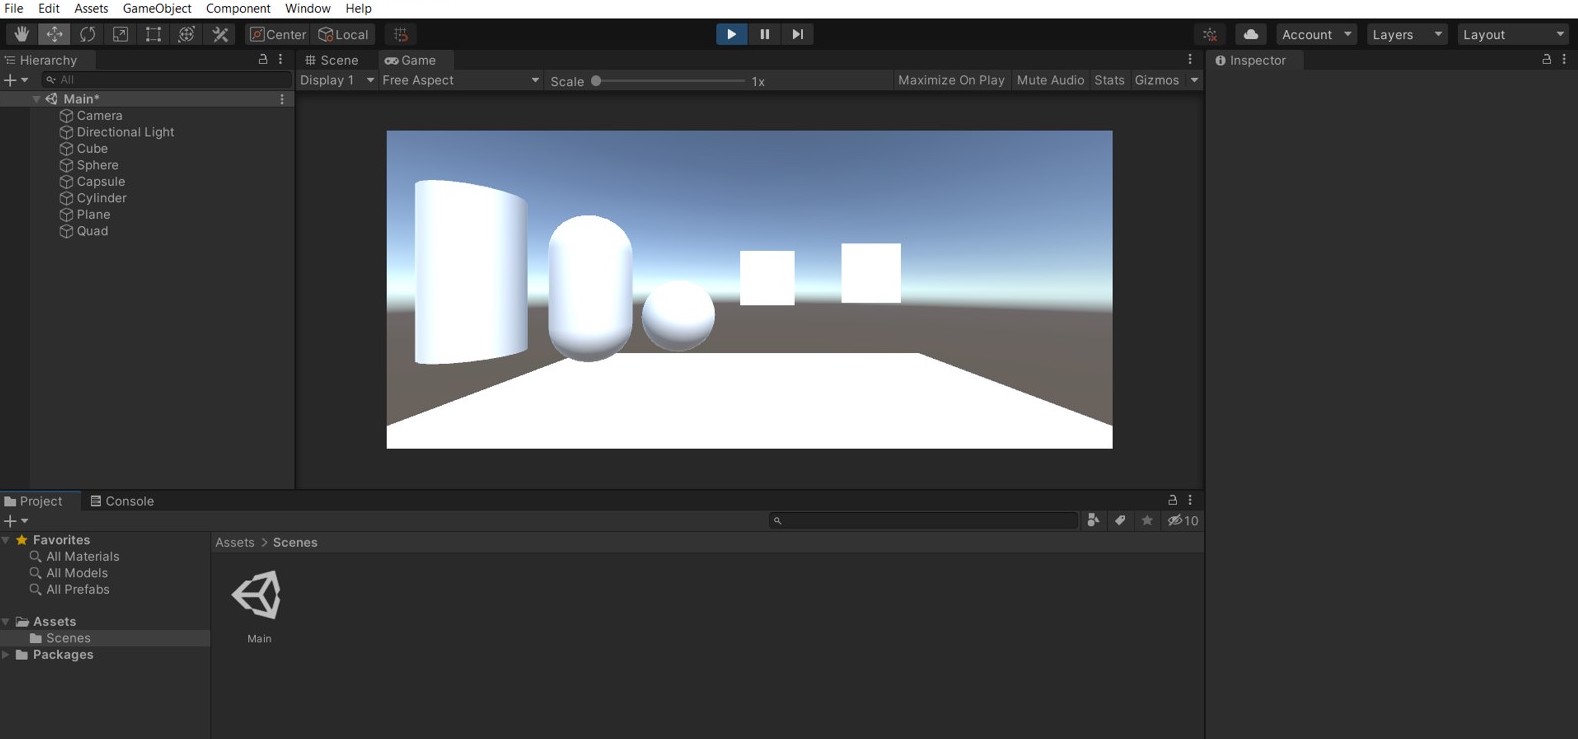 File Edit Assets GameObject Component Window Help
Center Local Account Layers Layout
Hierarchy
All
Main*
Camera
Directional Light
Cube
Sphere
Capsule
Cylinder
Plane
Quad
Scene Game
Display 1 Free Aspect Scale 1x Maximize On Play Mute Audio Stats Gizmos
Inspector
Project Console
10
Favorites
All Materials
All Models
All Prefabs
Assets
Scenes
Packages
Assets > Scenes
Main